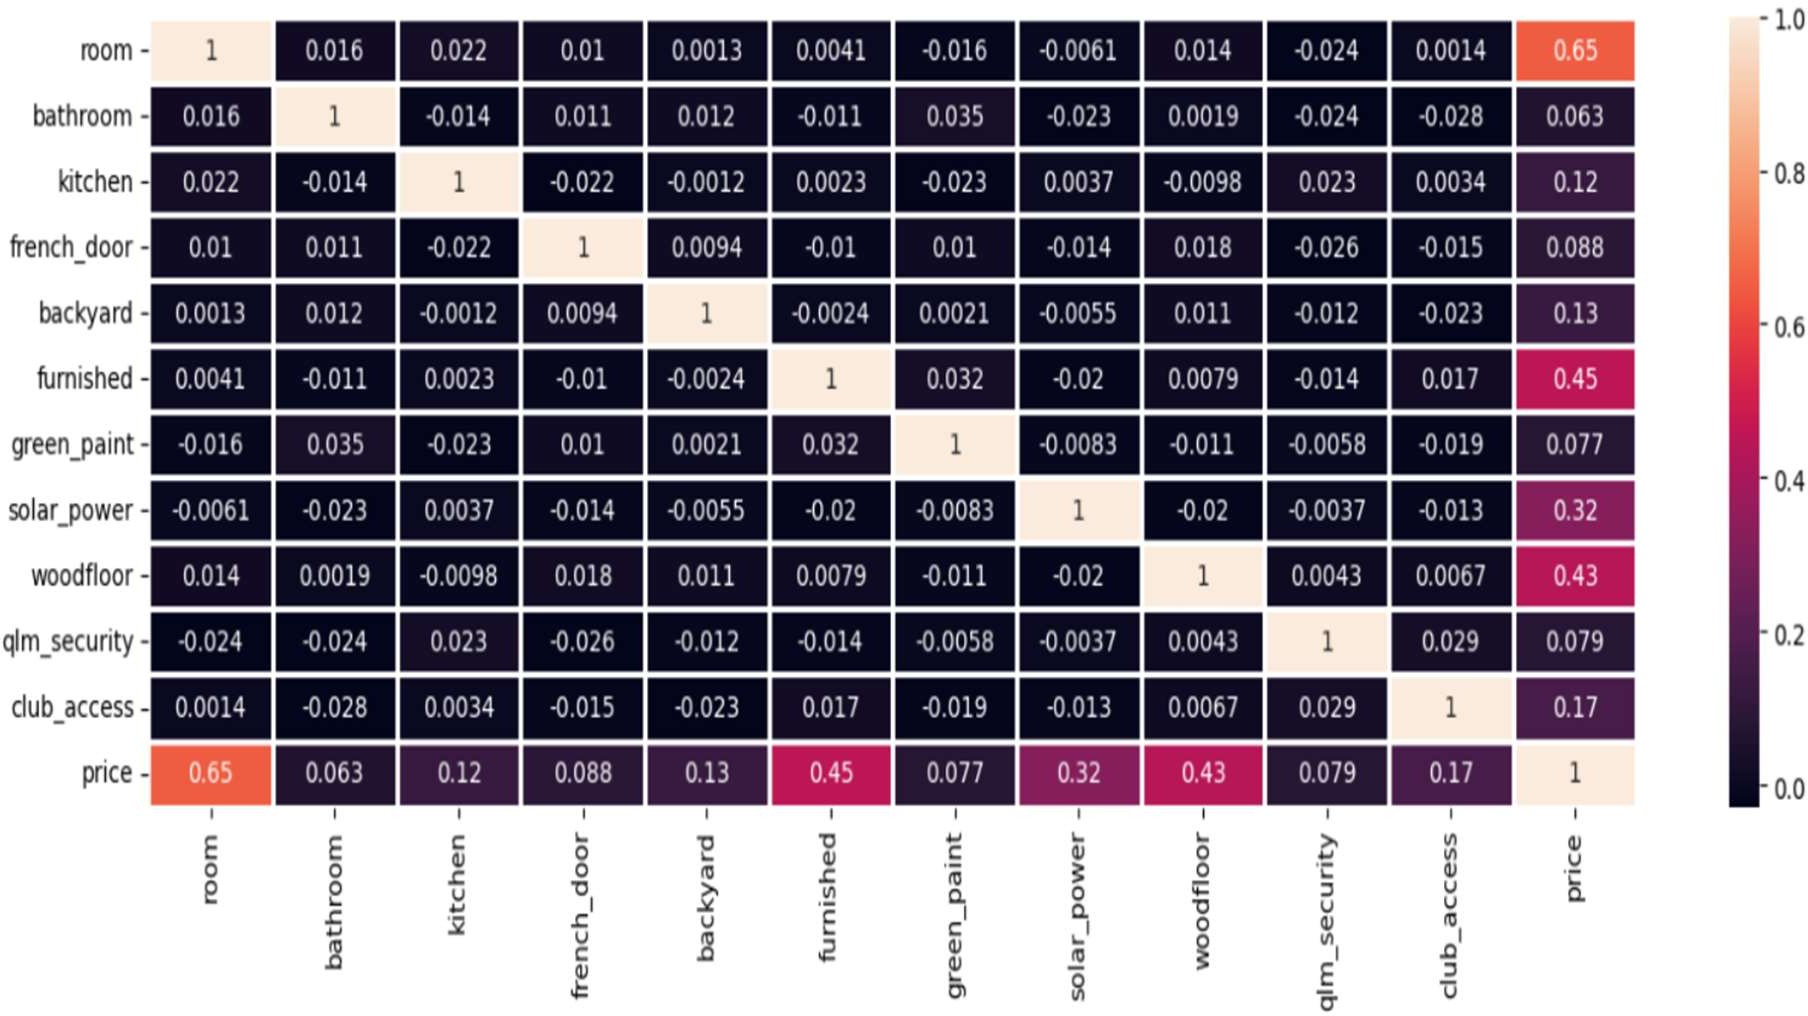 room 1 0.016 0.022 0.01 0.0013 0.0041 -0.016 -0.0061 0.014 -0.024 0.0014 0.65
bathroom 0.016 1 -0.014 0.011 0.012 -0.011 0.035 -0.023 0.0019 -0.024 -0.028 0.063
kitchen 0.022 -0.014 1 -0.022 -0.0012 0.0023 -0.023 0.0037 -0.0098 0.023 0.0034 0.12
french_door 0.01 0.011 -0.022 1 0.0094 -0.01 0.01 -0.014 0.018 -0.026 -0.015 0.088
backyard 0.0013 0.012 -0.0012 0.0094 1 -0.0024 0.0021 -0.0055 0.011 -0.012 -0.023 0.13
furnished 0.0041 -0.011 0.0023 -0.01 -0.0024 1 0.032 -0.02 0.0079 -0.014 0.017 0.45
green_paint -0.016 0.035 -0.023 0.01 0.0021 0.032 1 -0.0083 -0.011 -0.0058 -0.019 0.077
solar_power -0.0061 -0.023 0.0037 -0.014 -0.0055 -0.02 -0.0083 1 -0.02 -0.0037 -0.013 0.32
woodfloor 0.014 0.0019 -0.0098 0.018 0.011 0.0079 -0.011 -0.02 1 0.0043 0.0067 0.43
qlm_security -0.024 -0.024 0.023 -0.026 -0.012 -0.014 -0.0058 -0.0037 0.0043 1 0.029 0.079
club_access 0.0014 -0.028 0.0034 -0.015 -0.023 0.017 -0.019 -0.013 0.0067 0.029 1 0.17
price 0.65 0.063 0.12 0.088 0.13 0.45 0.077 0.32 0.43 0.079 0.17 1
room bathroom kitchen french_door backyard furnished green_paint solar_power woodfloor qlm_security club_access price
1.0
0.8
0.6
0.4
0.2
0.0